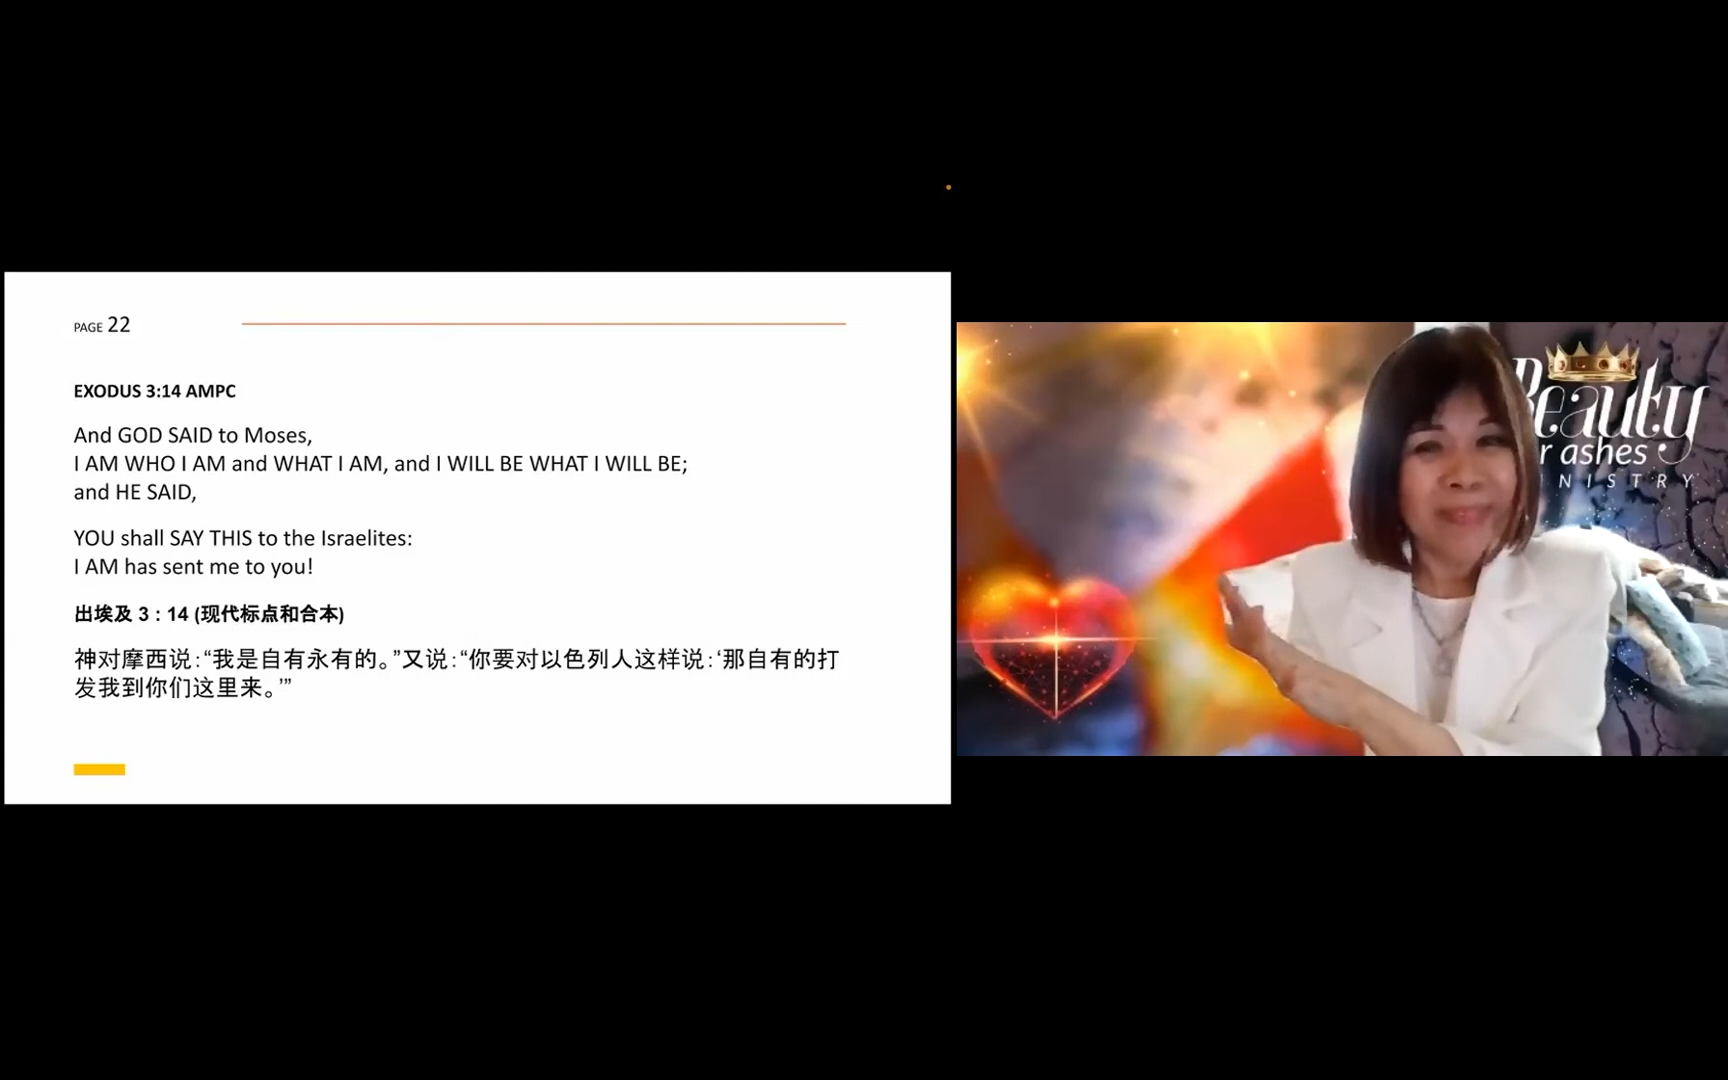 PAGE 22
EXODUS 3:14 AMPC
And GOD SAID to Moses,
I AM WHO I AM and WHAT I AM, and I WILL BE WHAT I WILL BE;
and HE SAID,
YOU shall SAY THIS to the Israelites:
I AM has sent me to you!
出埃及 3 : 14 (现代标点和合本)
神对摩西说：“我是自有永有的。”又说：“你要对以色列人这样说：‘那自有的打
发我到你们这里来。’”
Beauty
r ashes
INISTRY